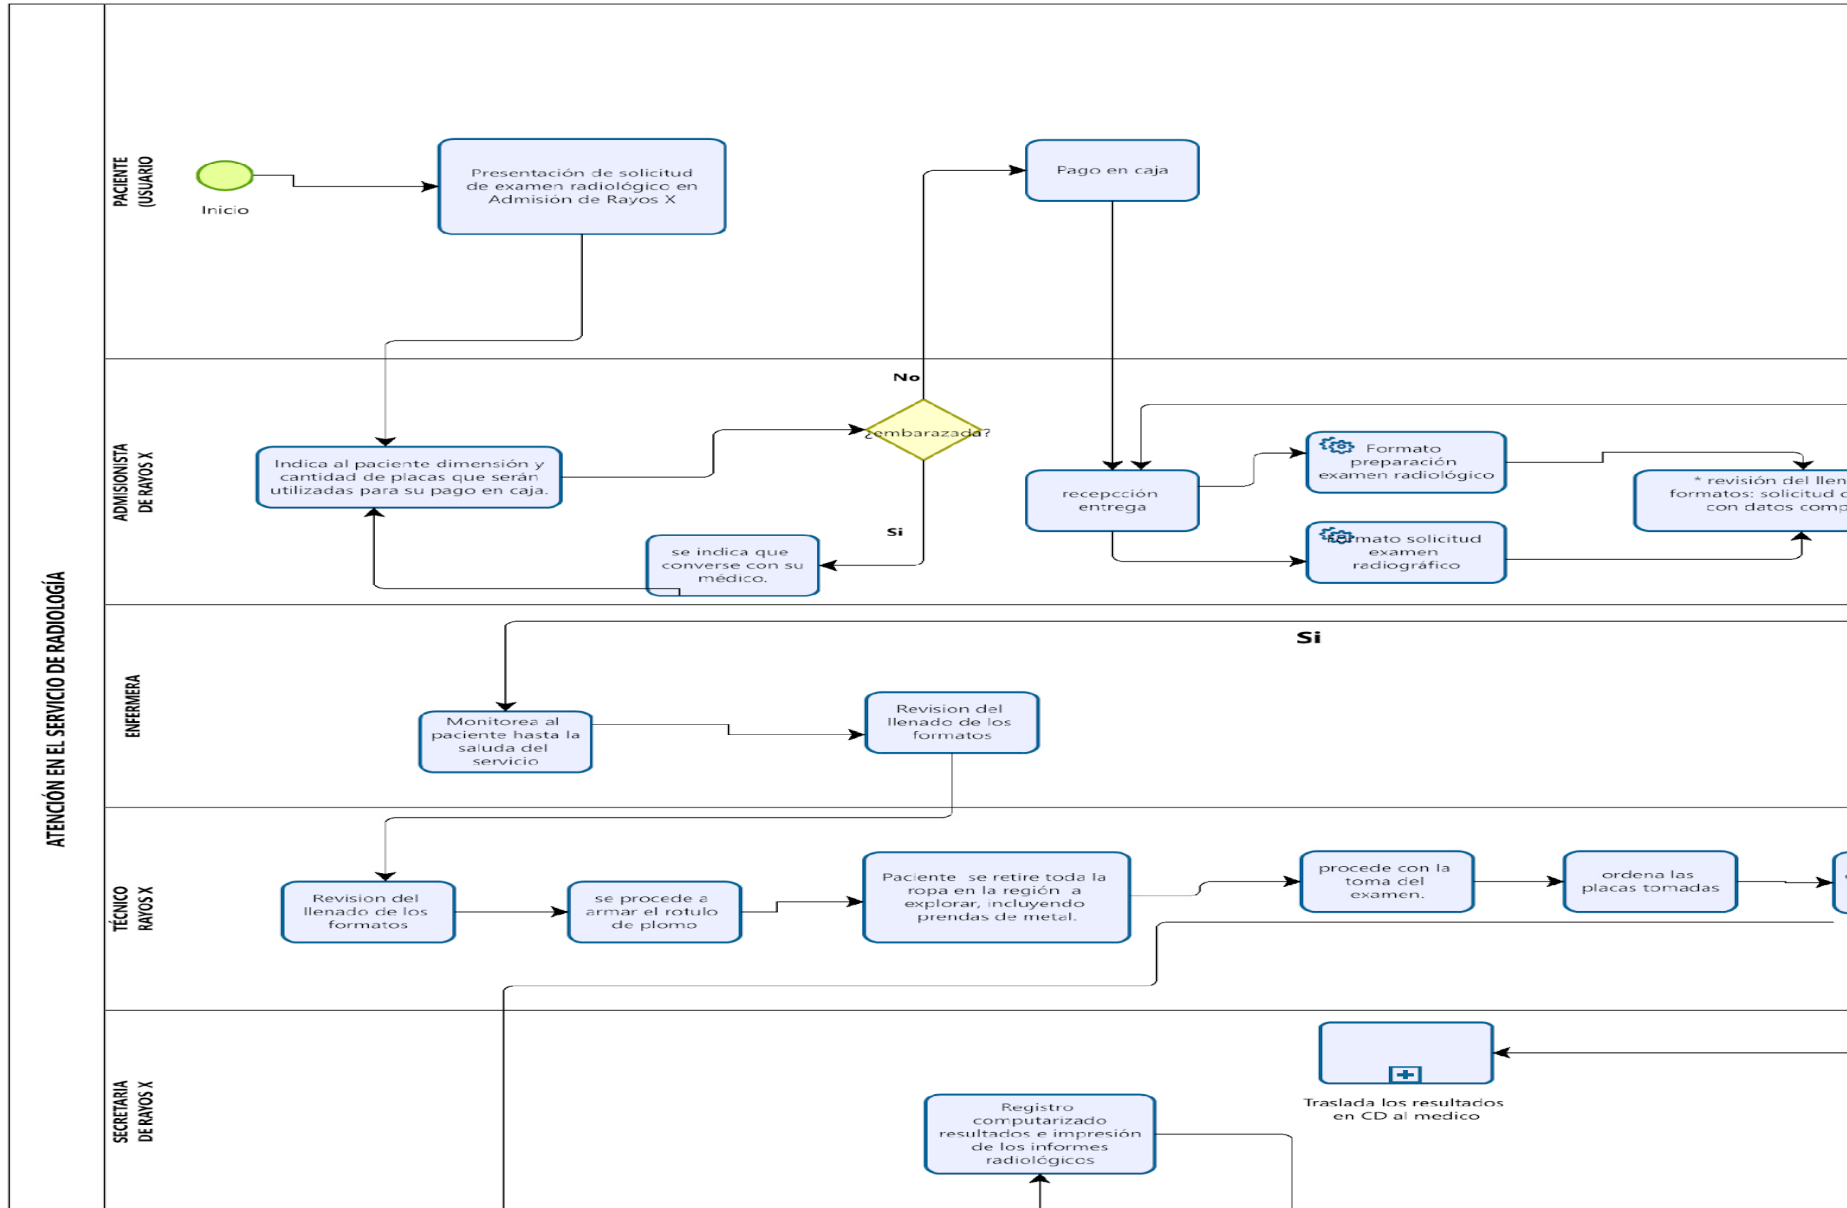 ATENCIÓN EN EL SERVICIO DE RADIOLOGÍA
PACIENTE
(USUARIO
Inicio
Presentación de solicitud
de examen radiológico en
Admisión de Rayos X
Pago en caja
ADMISIONISTA
DE RAYOS X
Indica al paciente dimensión y
cantidad de placas que serán
utilizadas para su pago en caja.
No
¿embarazada?
Si
se indica que
converse con su
médico.
recepcción
entrega
Formato
preparación
examen radiológico
Formato solicitud
examen
radiográfico
* revisión del
formatos: solicitud
con datos
ENFERMERA
Si
Monitorea al
paciente hasta la
saluda del
servicio
Revision del
llenado de los
formatos
TÉCNICO
RAYOS X
Revision del
llenado de los
formatos
se procede a
armar el rotulo
de plomo
Paciente se retire toda la
ropa en la región a
explorar, incluyendo
prendas de metal.
procede con la
toma del
examen.
ordena las
placas tomadas
SECRETARIA
DE RAYOS X
Traslada los resultados
en CD al medico
Registro
computarizado
resultados e impresión
de los informes
radiológicos